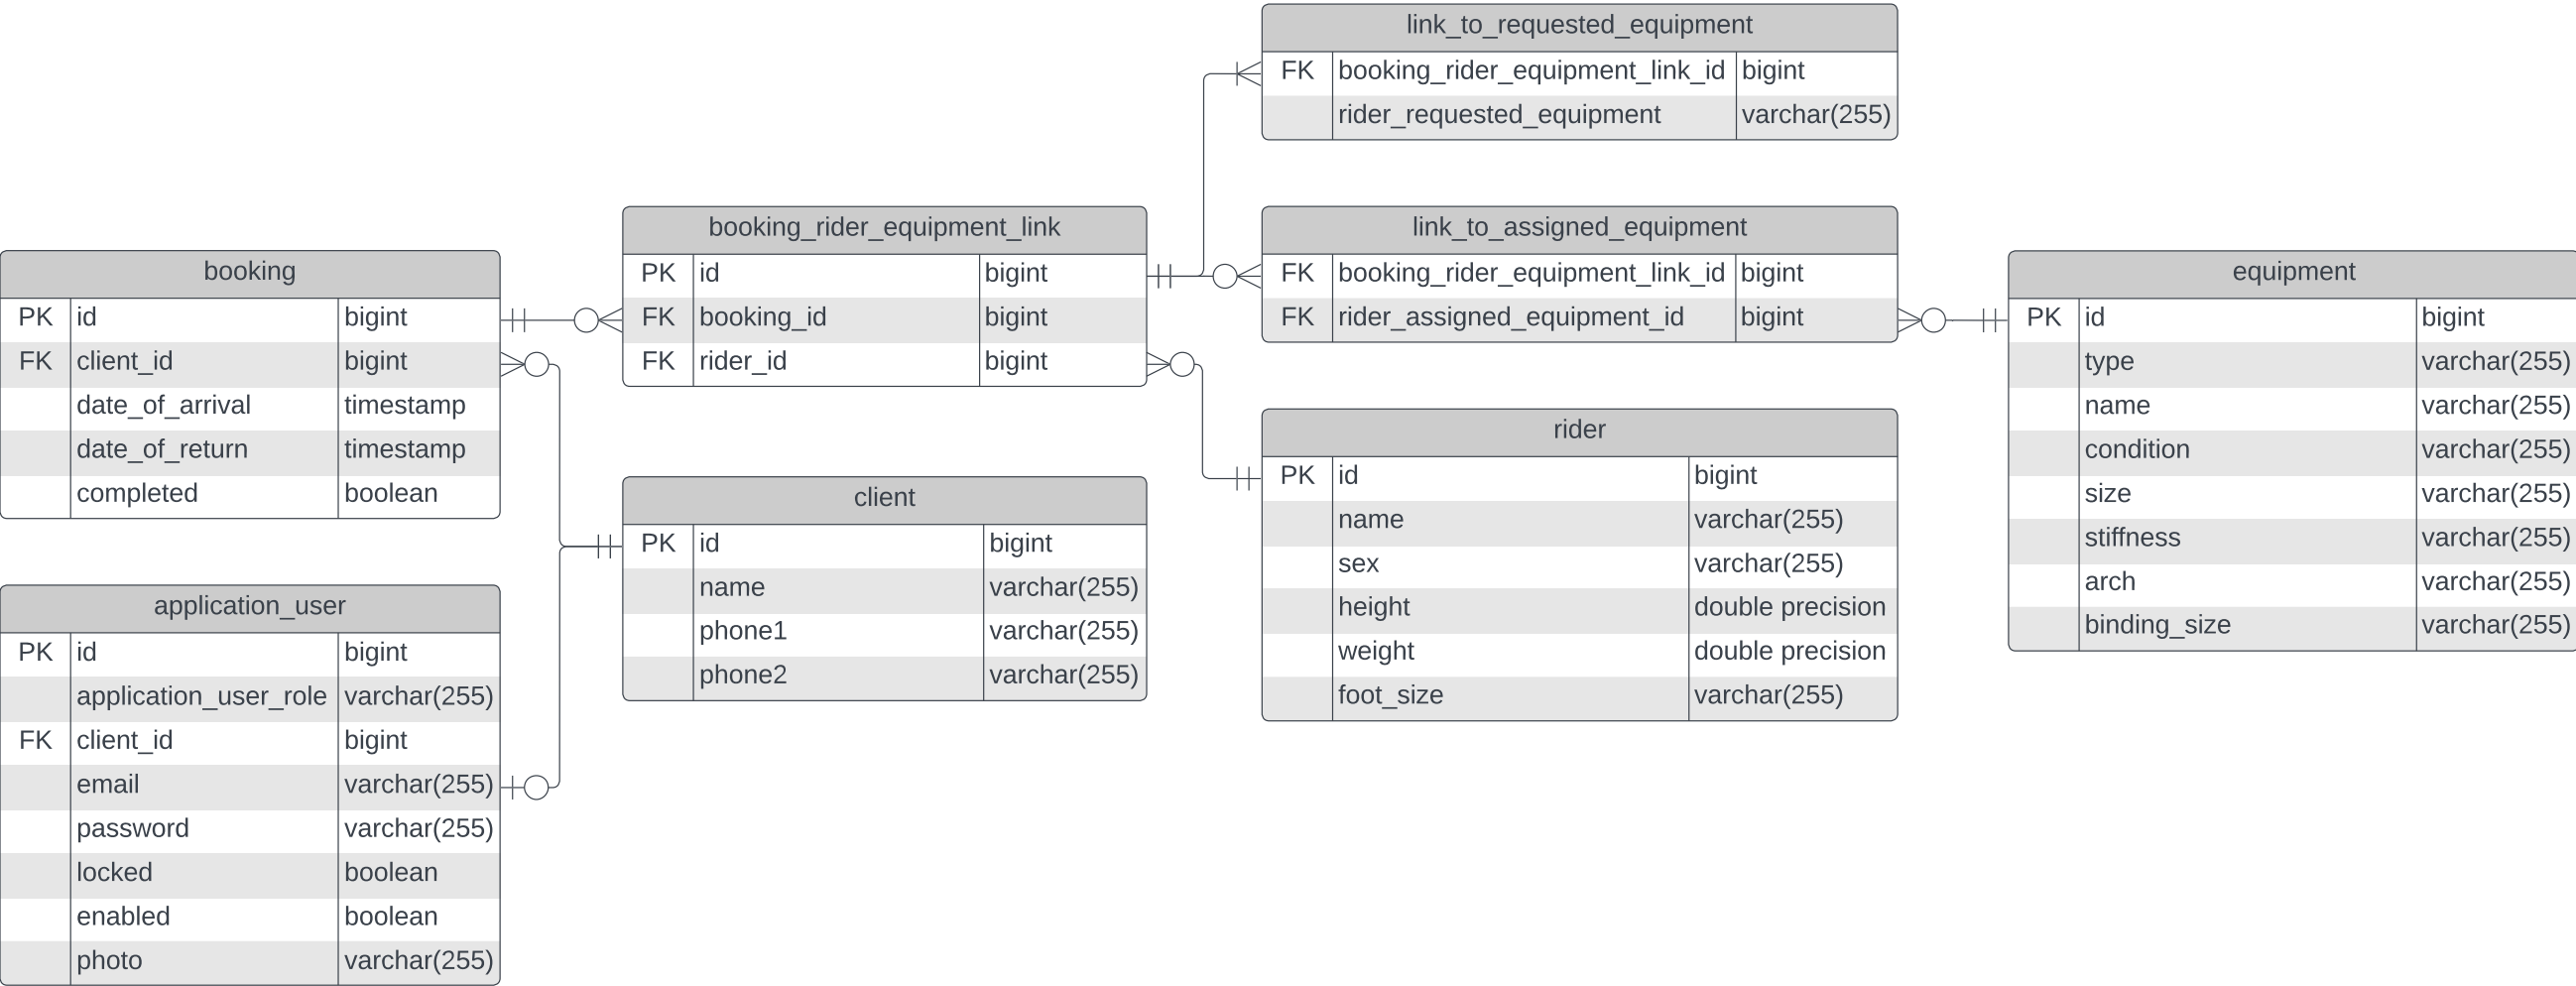 link_to_requested_equipment
FK booking_rider_equipment_link_id bigint
rider_requested_equipment varchar(255)
booking_rider_equipment_link
PK id bigint
FK booking_id bigint
FK rider_id bigint
link_to_assigned_equipment
FK booking_rider_equipment_link_id bigint
FK rider_assigned_equipment_id bigint
booking
PK id bigint
FK client_id bigint
date_of_arrival timestamp
date_of_return timestamp
completed boolean
equipment
PK id bigint
type varchar(255)
name varchar(255)
condition varchar(255)
size varchar(255)
stiffness varchar(255)
arch varchar(255)
binding_size varchar(255)
rider
PK id bigint
name varchar(255)
sex varchar(255)
height double precision
weight double precision
foot_size varchar(255)
client
PK id bigint
name varchar(255)
phone1 varchar(255)
phone2 varchar(255)
application_user
PK id bigint
application_user_role varchar(255)
FK client_id bigint
email varchar(255)
password varchar(255)
locked boolean
enabled boolean
photo varchar(255)